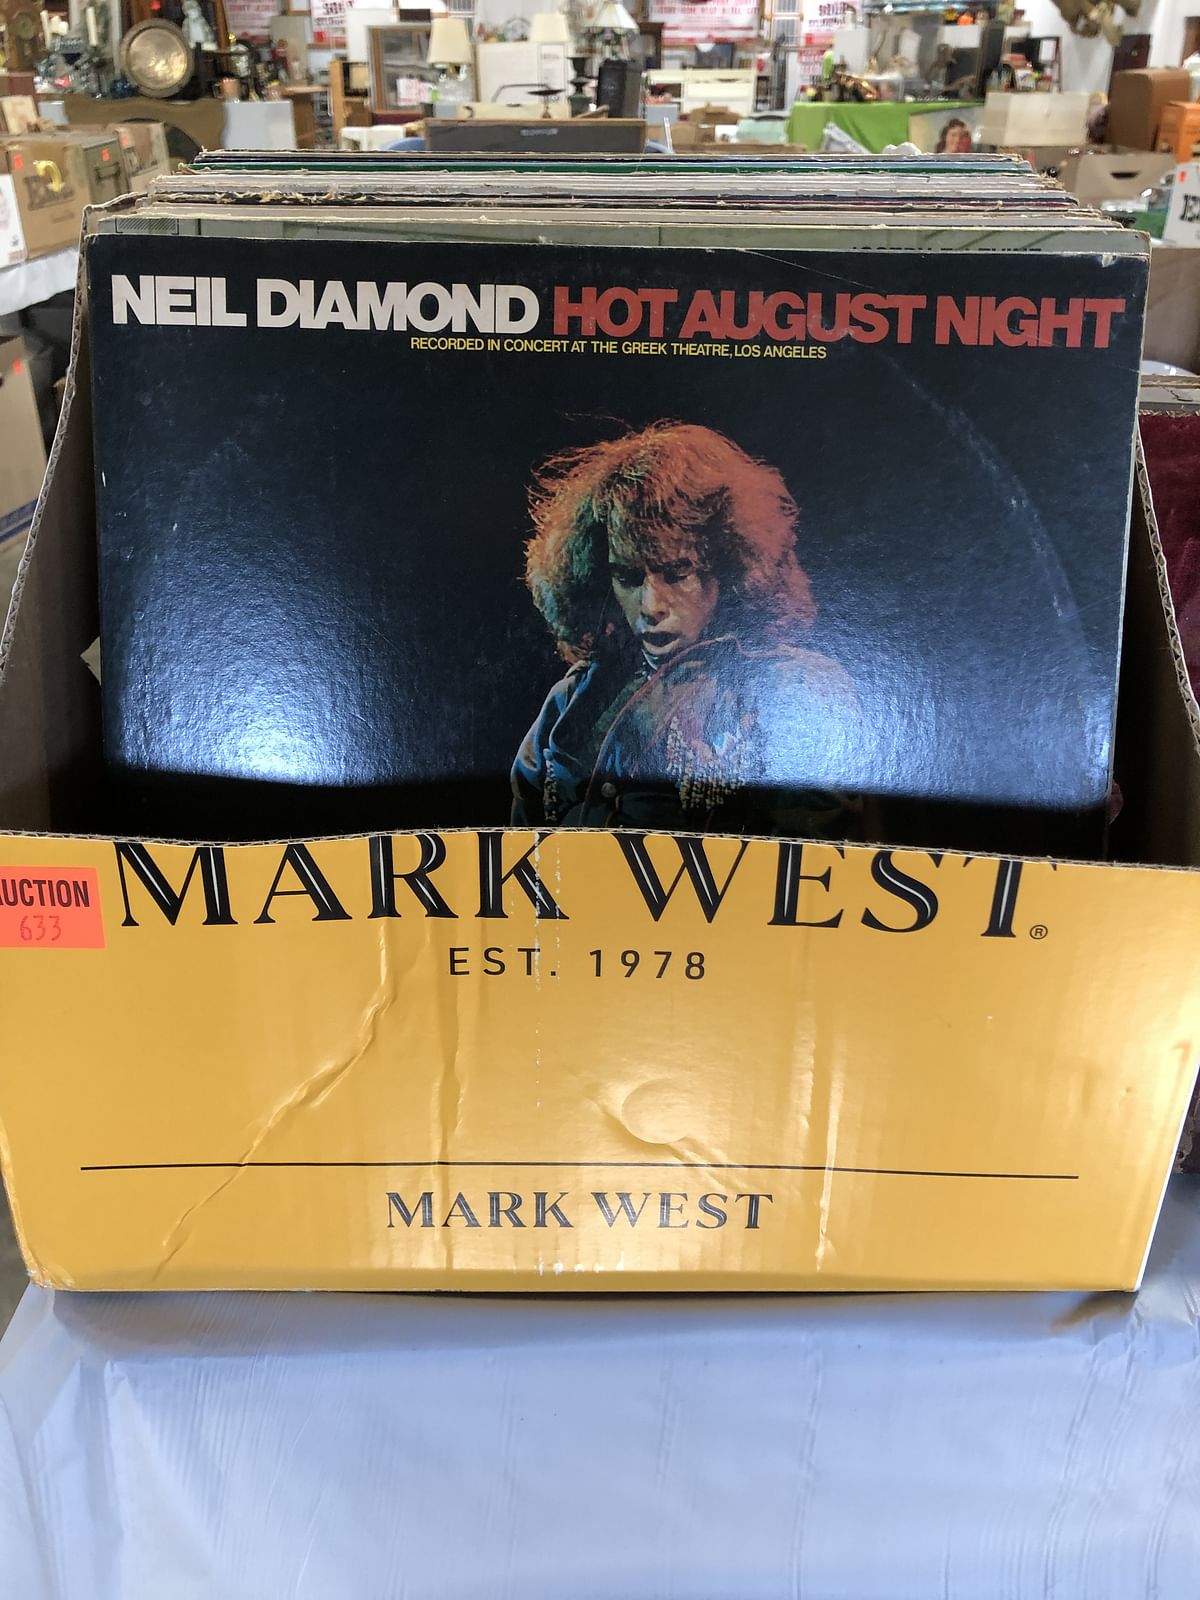 NEIL DIAMOND HOT AUGUST NIGHT
RECORDED IN CONCERT AT THE GREEK THEATRE, LOS ANGELES
MARK WEST®
EST. 1978
MARK WEST
AUCTION
633